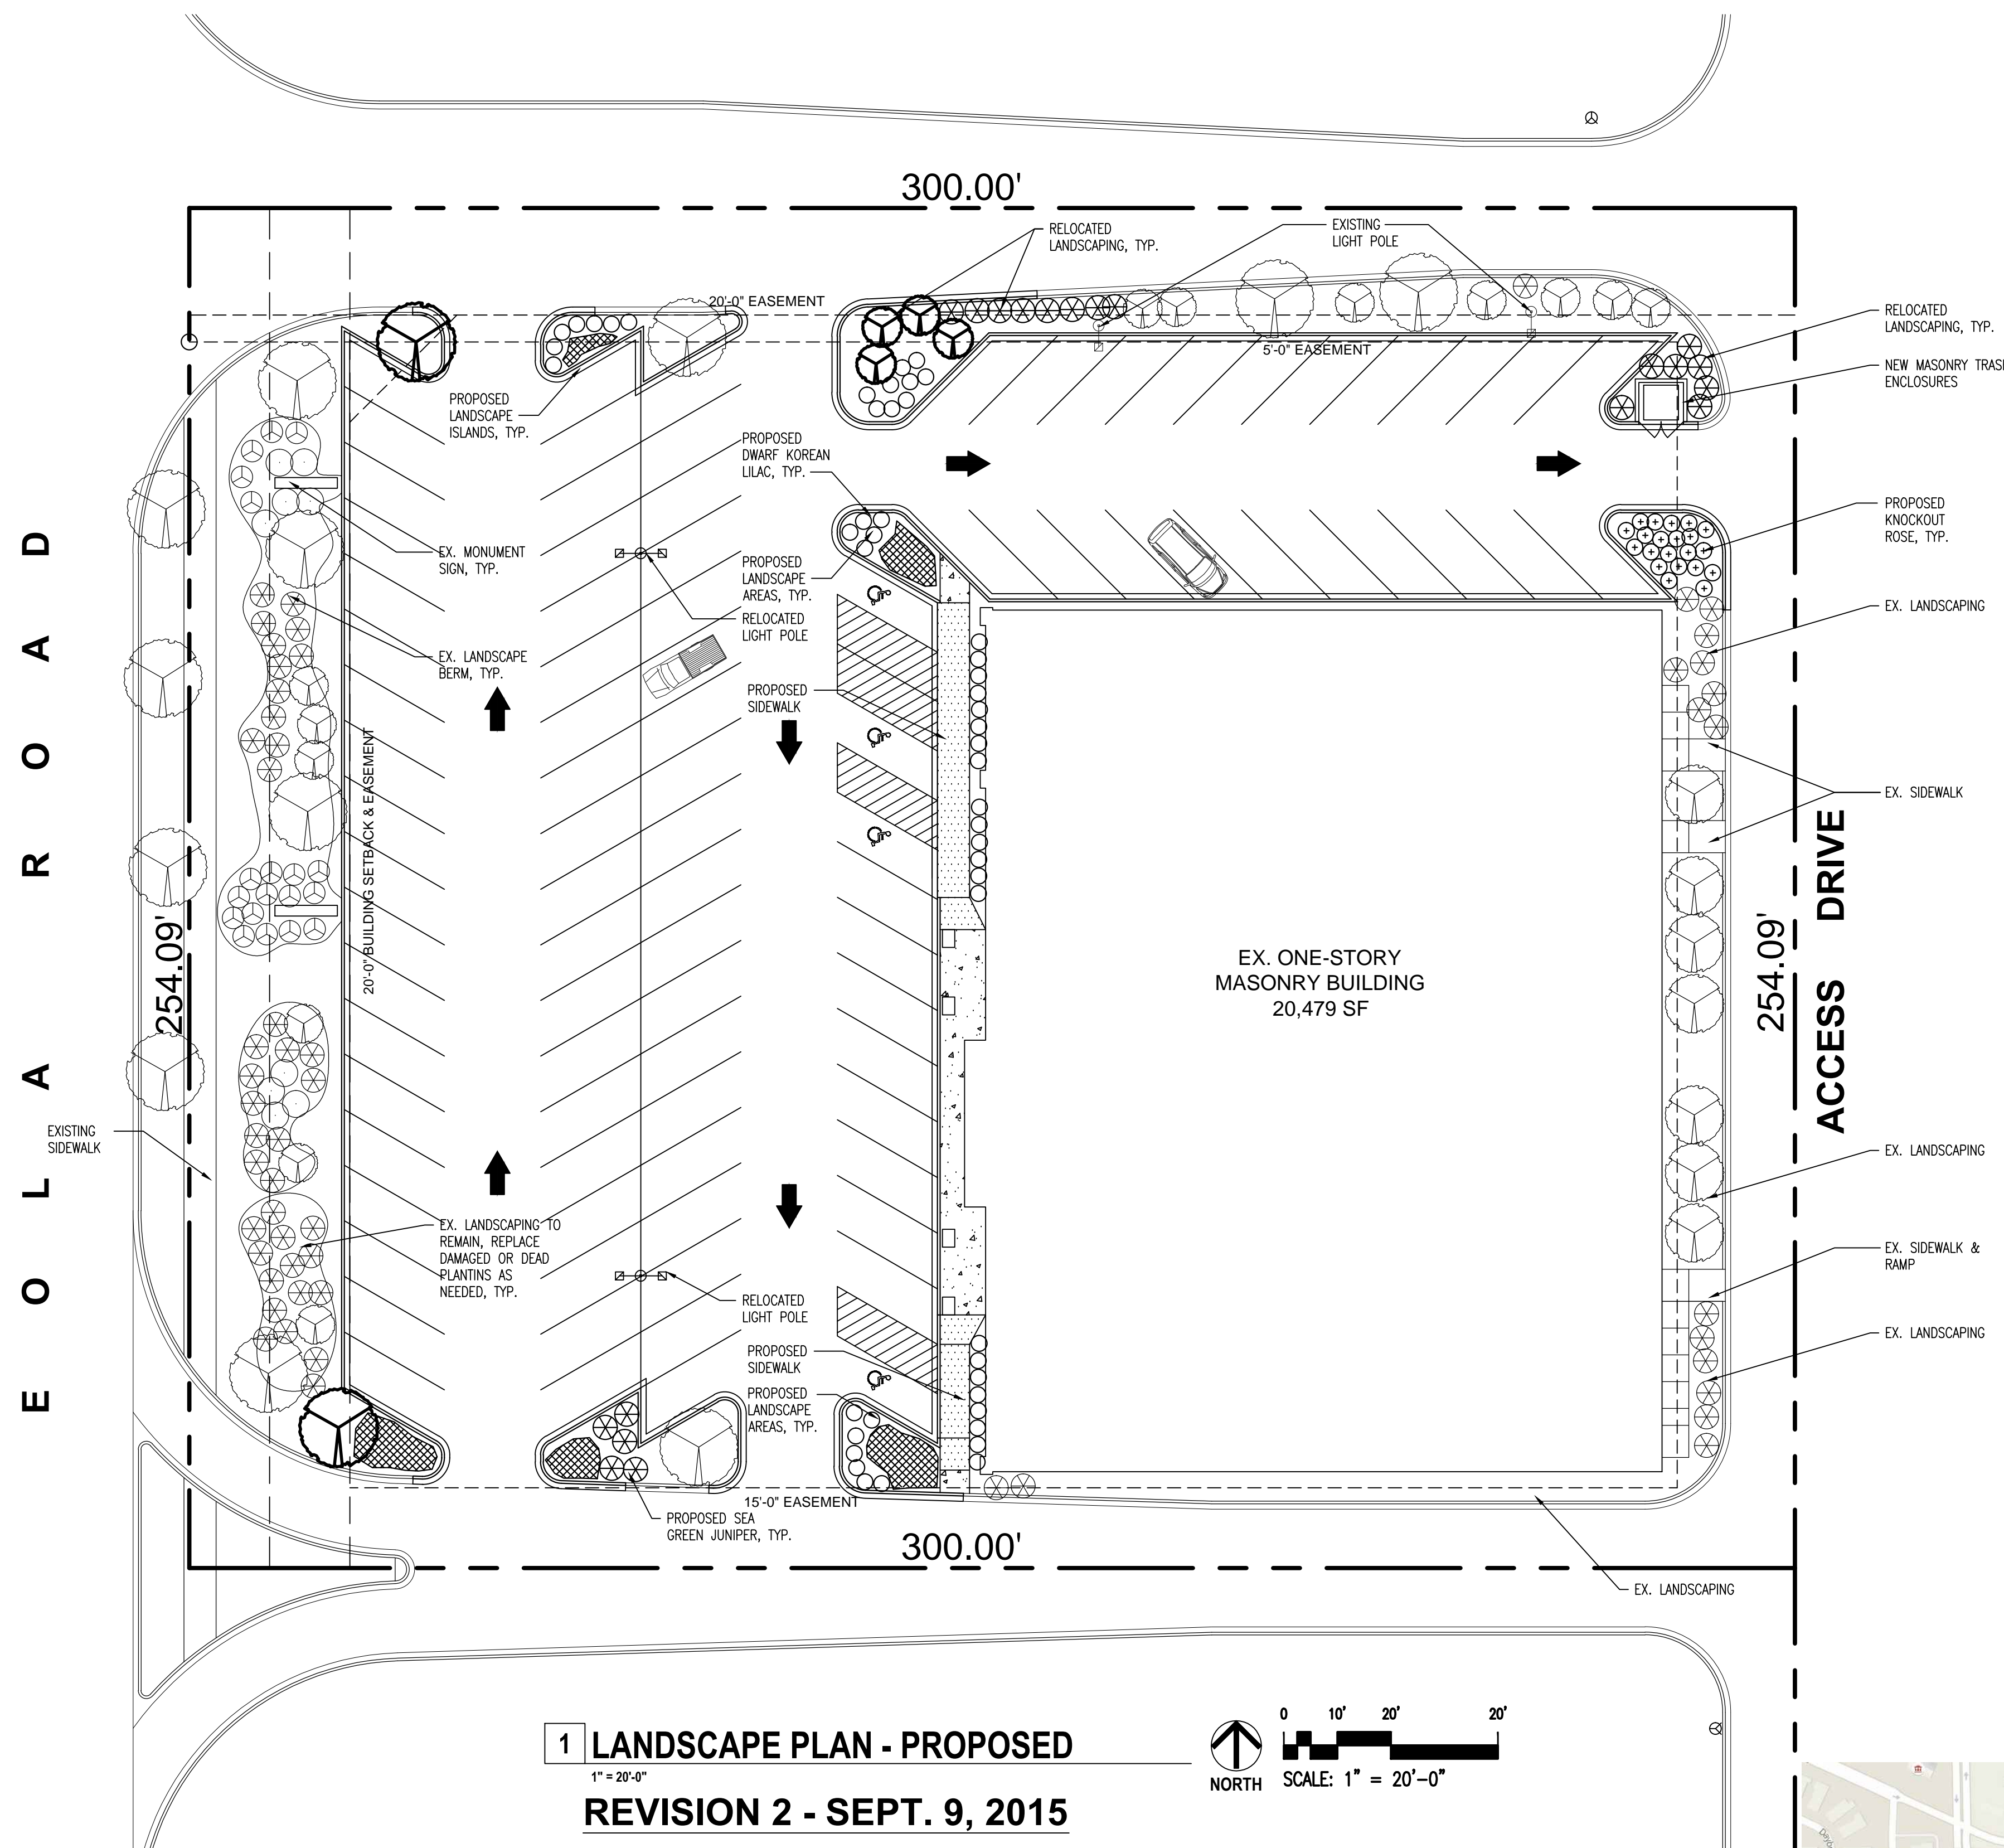 300.00'
RELOCATED
LANDSCAPING, TYP.
EXISTING
LIGHT POLE
20'-0" EASEMENT
5'-0" EASEMENT
RELOCATED
LANDSCAPING, TYP.
NEW MASONRY TRASH
ENCLOSURES
PROPOSED
LANDSCAPE
ISLANDS, TYP.
PROPOSED
DWARF KOREAN
LILAC, TYP.
PROPOSED
KNOCKOUT
ROSE, TYP.
EX. MONUMENT
SIGN, TYP.
PROPOSED
LANDSCAPE
AREAS, TYP.
RELOCATED
LIGHT POLE
EX. LANDSCAPING
EX. LANDSCAPE
BERM, TYP.
PROPOSED
SIDEWALK
20'-0" BUILDING SETBACK & EASEMENT
EX. SIDEWALK
EOLA ROAD
254.09'
EX. ONE-STORY
MASONRY BUILDING
20,479 SF
254.09'
ACCESS DRIVE
EXISTING
SIDEWALK
EX. LANDSCAPING
EX. LANDSCAPING TO
REMAIN, REPLACE
DAMAGED OR DEAD
PLANTIN AS
NEEDED, TYP.
EX. SIDEWALK &
RAMP
RELOCATED
LIGHT POLE
EX. LANDSCAPING
PROPOSED
SIDEWALK
PROPOSED
LANDSCAPE
AREAS, TYP.
15'-0" EASEMENT
PROPOSED SEA
GREEN JUNIPER, TYP.
300.00'
EX. LANDSCAPING
1 LANDSCAPE PLAN - PROPOSED
1" = 20'-0"
REVISION 2 - SEPT. 9, 2015
NORTH
0 10' 20' 20'
SCALE: 1" = 20'-0"